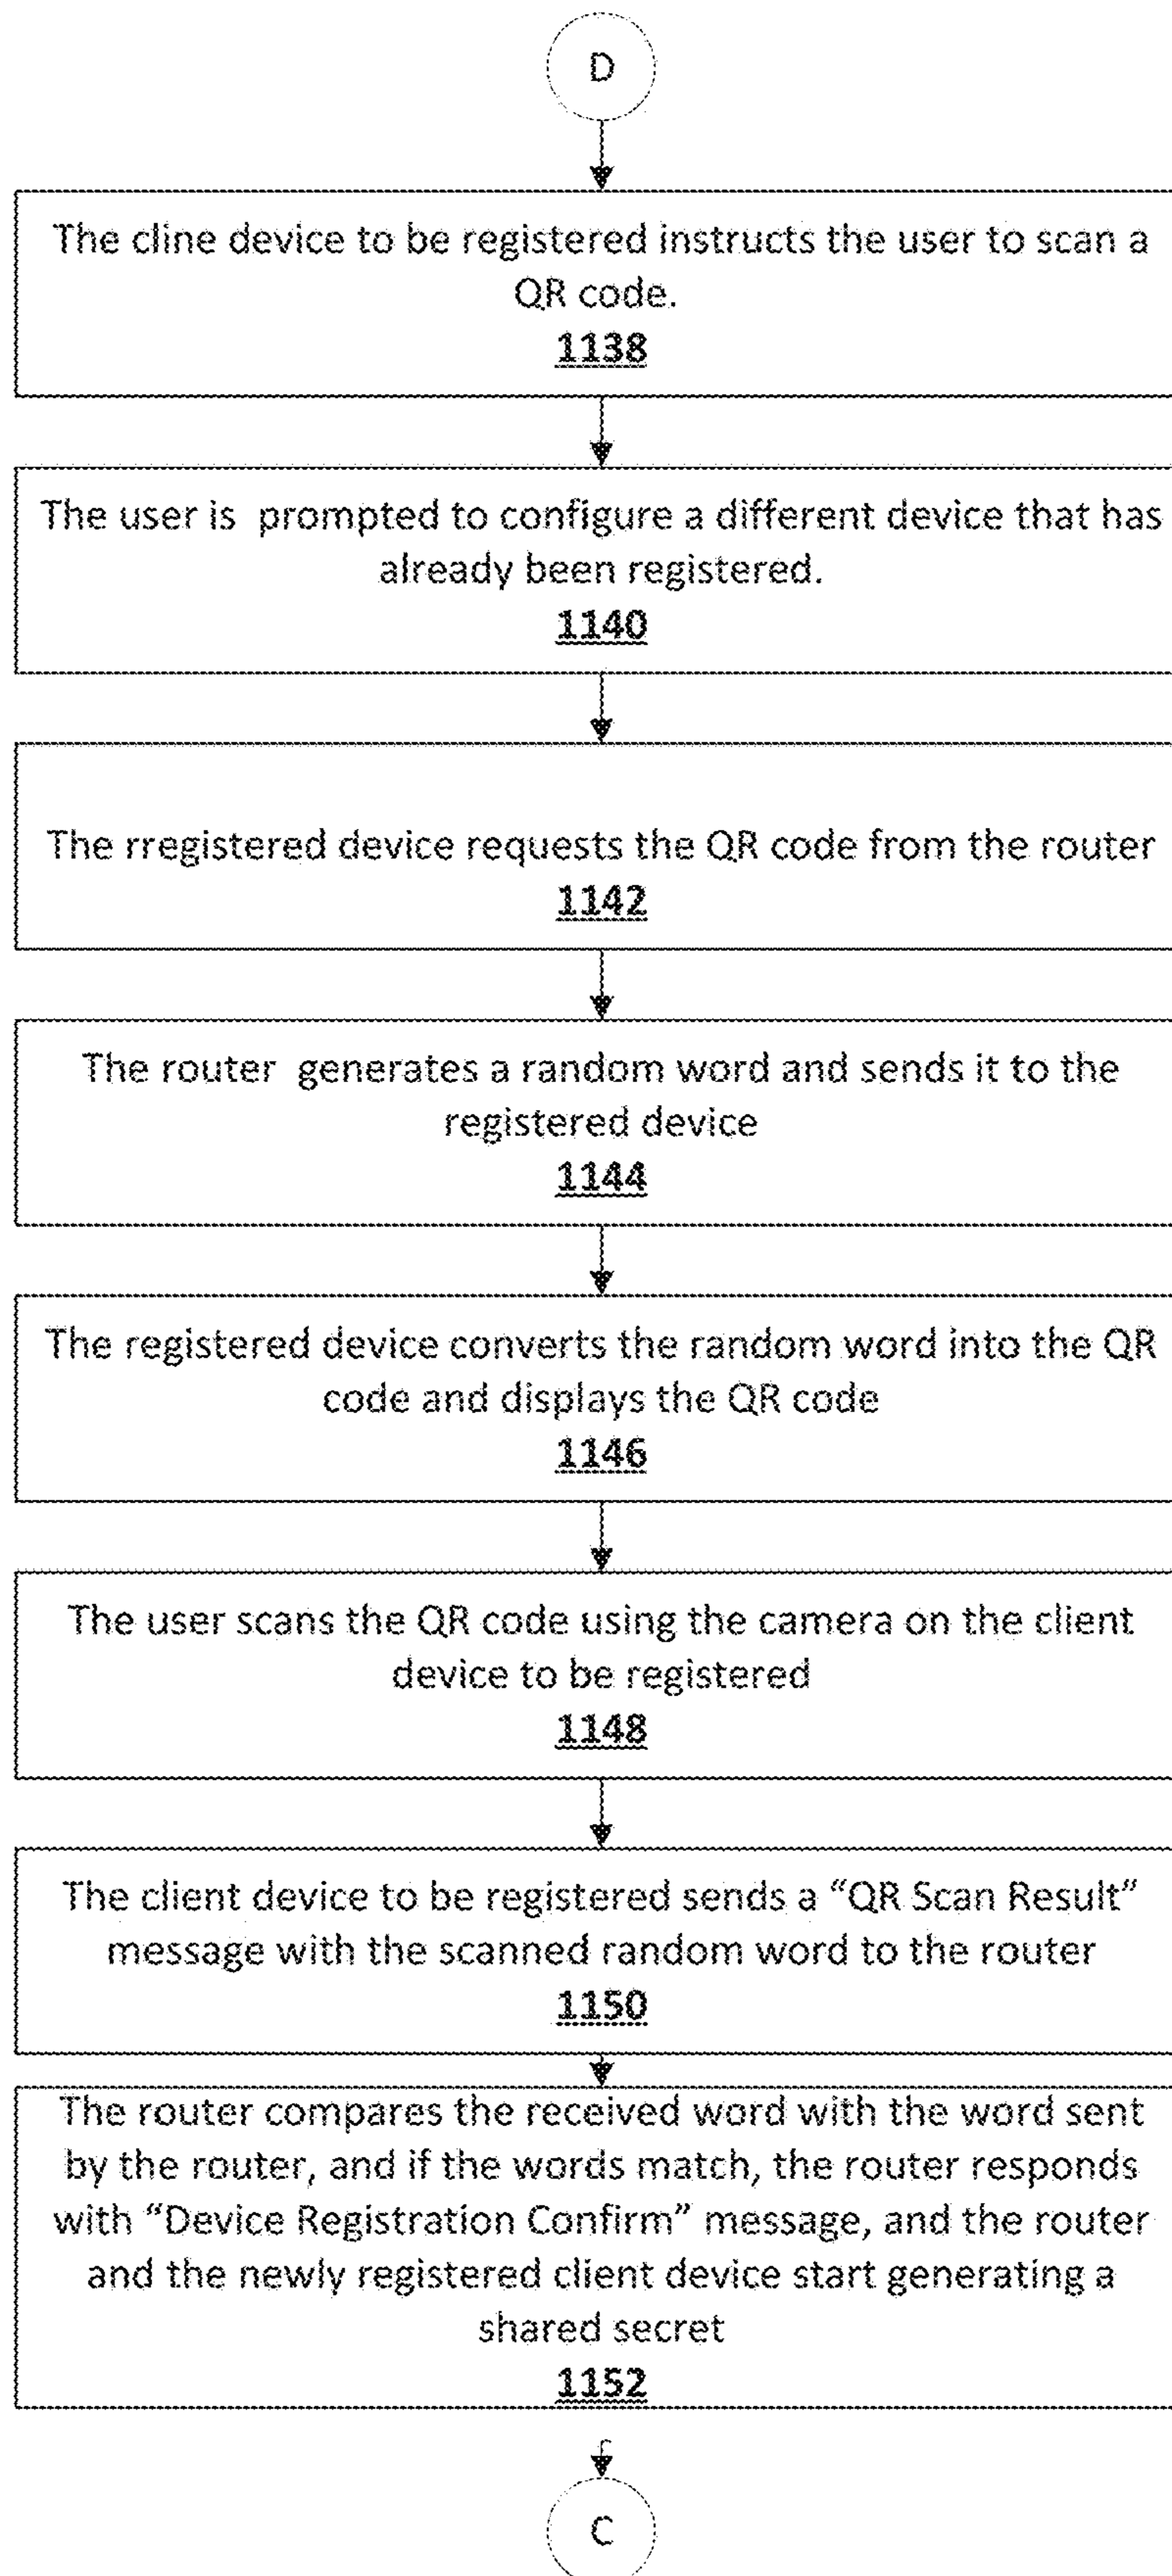 D
The cline device to be registered instructs the user to scan a
QR code.
1138
The user is  prompted to configure a different device that has
already been registered.
1140
The rregistered device requests the QR code from the router
1142
The router  generates a random word and sends it to the
registered device
1144
The registered device converts the random word into the QR
code and displays the QR code
1146
The user scans the QR code using the camera on the client
device to be registered
1148
The client device to be registered sends a “QR Scan Result”
message with the scanned random word to the router
1150
The router compares the received word with the word sent
by the router, and if the words match, the router responds
with “Device Registration Confirm” message, and the router
and the newly registered client device start generating a
shared secret
1152
C